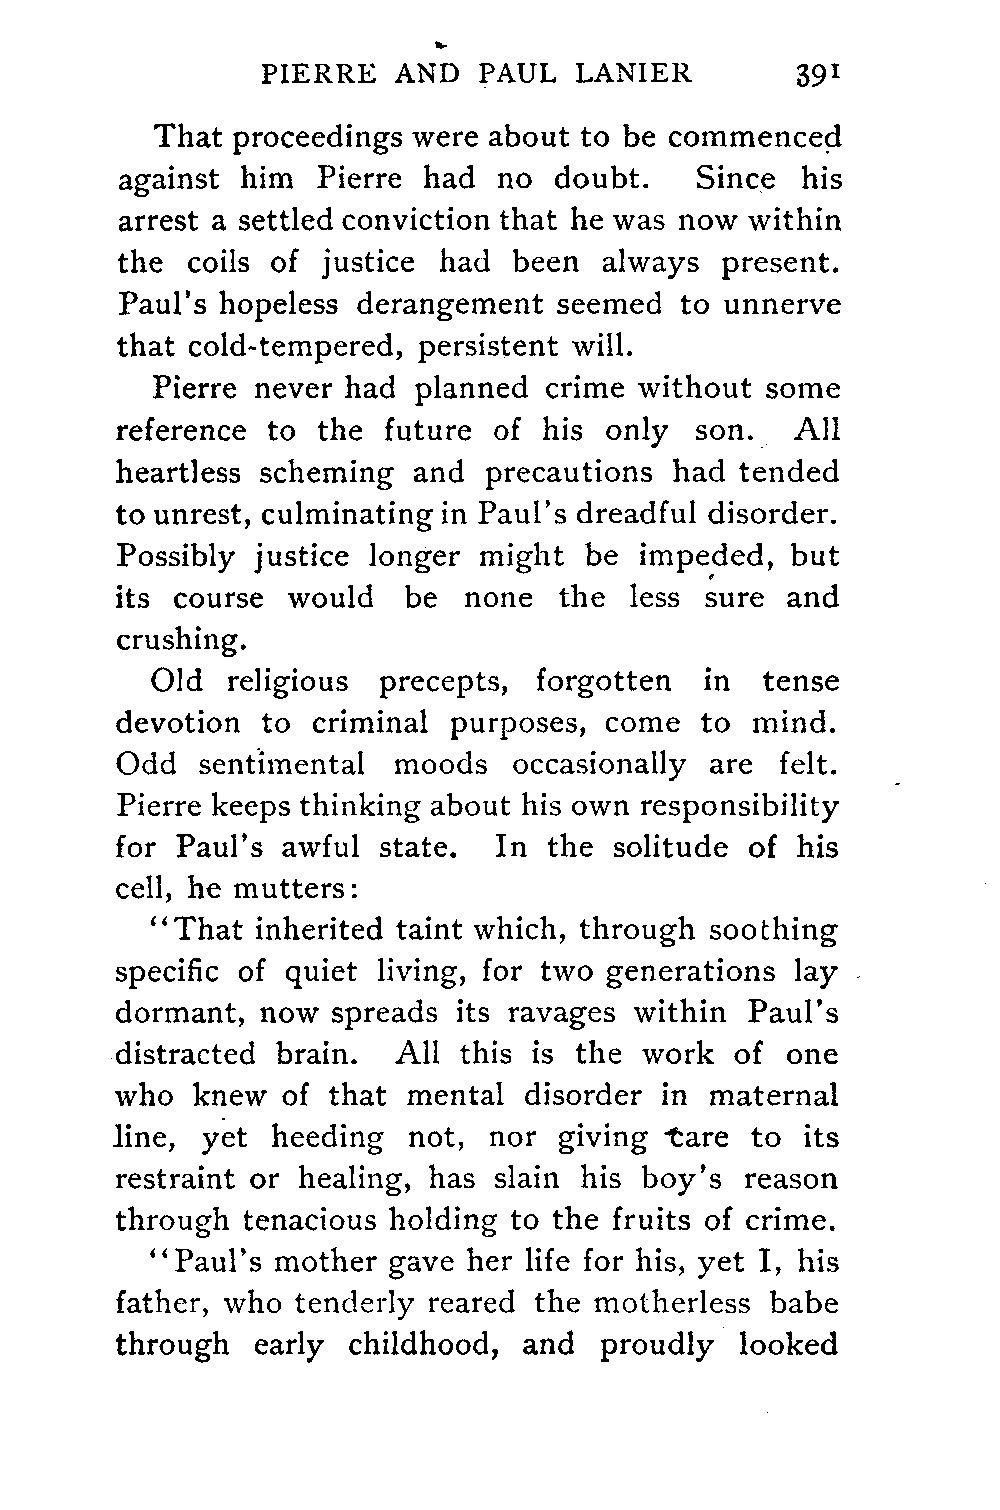 PIERRE AND PAUL LANIER 391
That proceedings were about to be commenced
against him Pierre had no doubt. Since his
arrest a settled conviction that he was now within
the coils of justice had been always present.
Paul's hopeless derangement seemed to unnerve
that cold-tempered, persistent will.
Pierre never had planned crime without some
reference to the future of his only son. All
heartless scheming and precautions had tended
to unrest, culminating in Paul's dreadful disorder.
Possibly justice longer might be impeded, but
its course would be none the less sure and
crushing.
Old religious precepts, forgotten in tense
devotion to criminal purposes, come to mind.
Odd sentimental moods occasionally are felt.
Pierre keeps thinking about his own responsibility
for Paul's awful state. In the solitude of his
cell, he mutters:
"That inherited taint which, through soothing
specific of quiet living, for two generations lay
dormant, now spreads its ravages within Paul's
distracted brain. All this is the work of one
who knew of that mental disorder in maternal
line, yet heeding not, nor giving care to its
restraint or healing, has slain his boy's reason
through tenacious holding to the fruits of crime.
"Paul's mother gave her life for his, yet I, his
father, who tenderly reared the motherless babe
through early childhood, and proudly looked